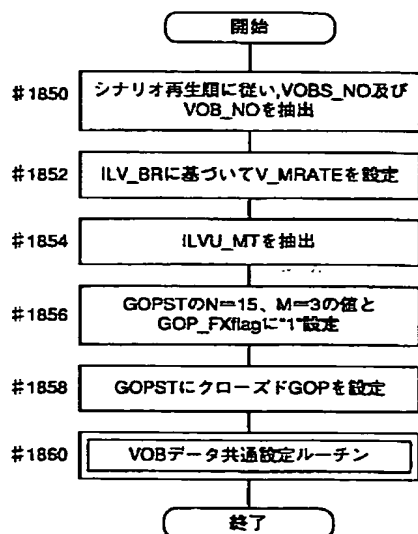 開始
#1850
シナリオ再生順に従い,VOBS_NO及び
VOB_NOを抽出
#1852
ILV_BRに基づいてV_MRATEを設定
#1854
ILVU_MTを抽出
#1856
GOPSTのN=15、M=3の値と
GOP_FXflagに"1"設定
#1858
GOPSTにクローズドGOPを設定
#1860
VOBデータ共通設定ルーチン
終了